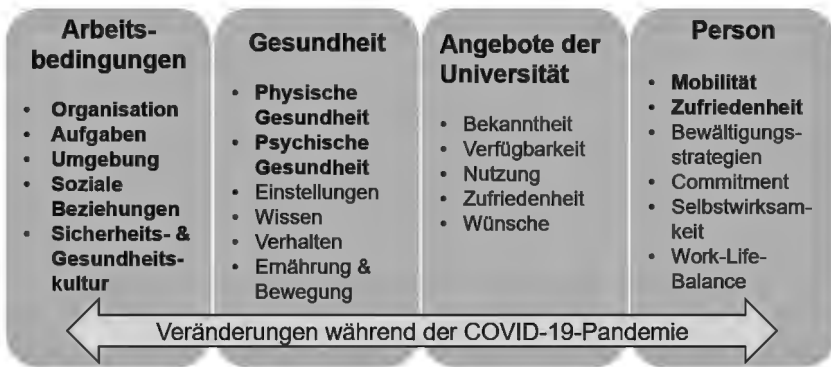 Arbeits-
bedingungen
• Organisation
• Aufgaben
• Umgebung
• Soziale
Beziehungen
• Sicherheits- &
Gesundheits-
kultur
Gesundheit
• Physische
Gesundheit
• Psychische
Gesundheit
• Einstellungen
• Wissen
• Verhalten
• Ernährung &
Bewegung
Angebote der
Universität
• Bekanntheit
• Verfügbarkeit
• Nutzung
• Zufriedenheit
• Wünsche
Person
• Mobilität
• Zufriedenheit
• Bewältigungs-
strategien
• Commitment
• Selbstwirksam-
keit
• Work-Life-
Balance
Veränderungen während der COVID-19-Pandemie